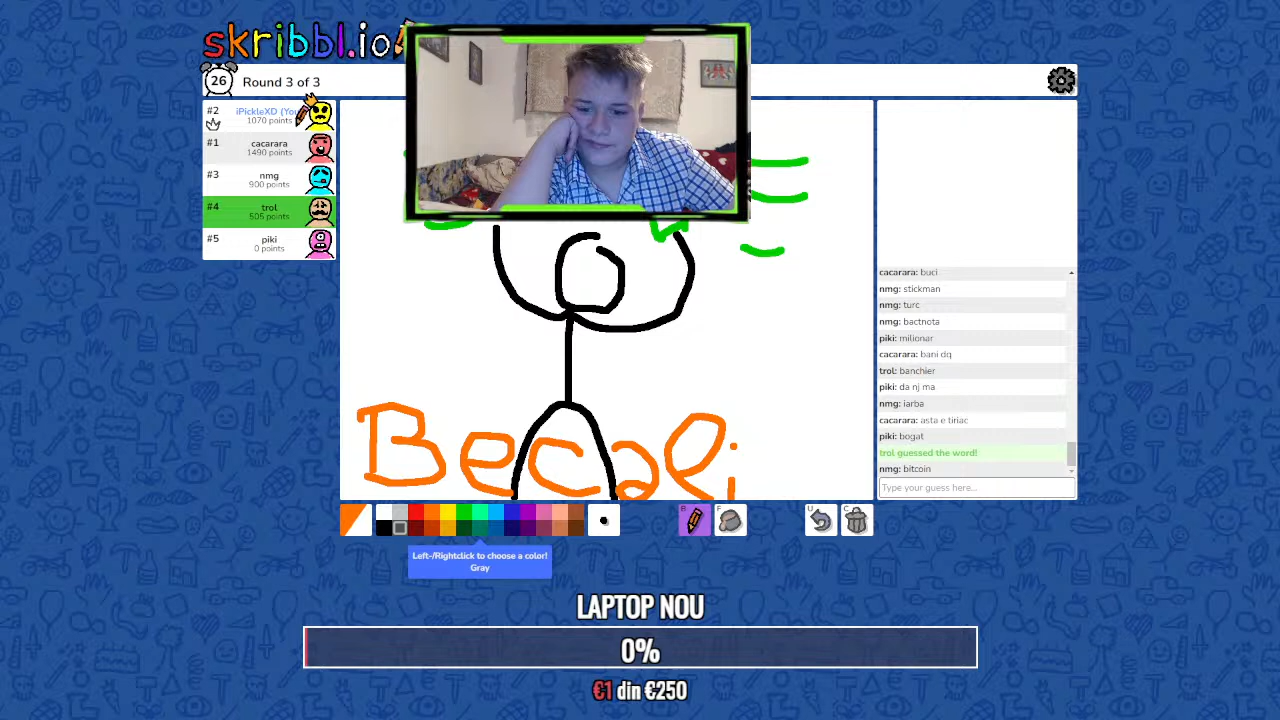 skribbl.io
26
Round 3 of 3
#2
iPickleXD (You
1070 points
#1
cacarara
1490 points
#3
nmg
900 points
#4
trol
505 points
#5
piki
0 points
cacarara: buci
nmg: stickman
nmg: turc
nmg: bactnota
piki: milionar
cacarara: bani dq
trol: banchier
piki: da nj ma
nmg: iarba
cacarara: asta e tiriac
piki: bogat
trol guessed the word!
nmg: bitcoin
Type your guess here...
Becali
B
F
U
C
Left-/Rightclick to choose a color!
Gray
LAPTOP NOU
0%
€1 din €250